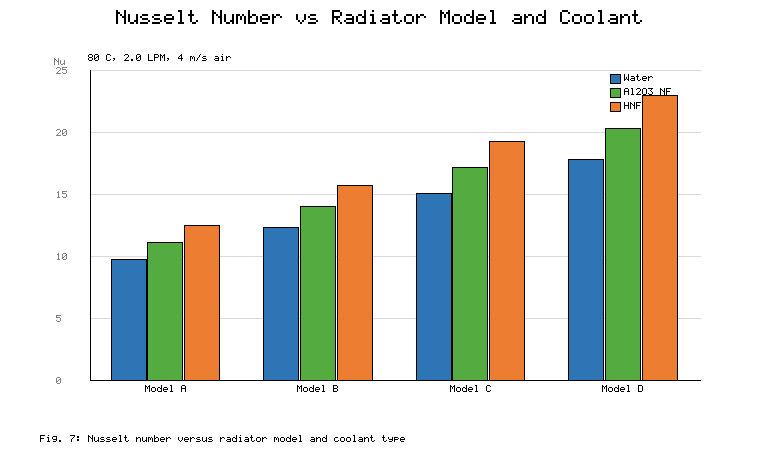 Nusselt Number vs Radiator Model and Coolant
80 C, 2.0 LPM, 4 m/s air
Nu
25
20
15
10
5
0
Water
Al2O3 NF
HNF
Model A
Model B
Model C
Model D
Fig. 7: Nusselt number versus radiator model and coolant type